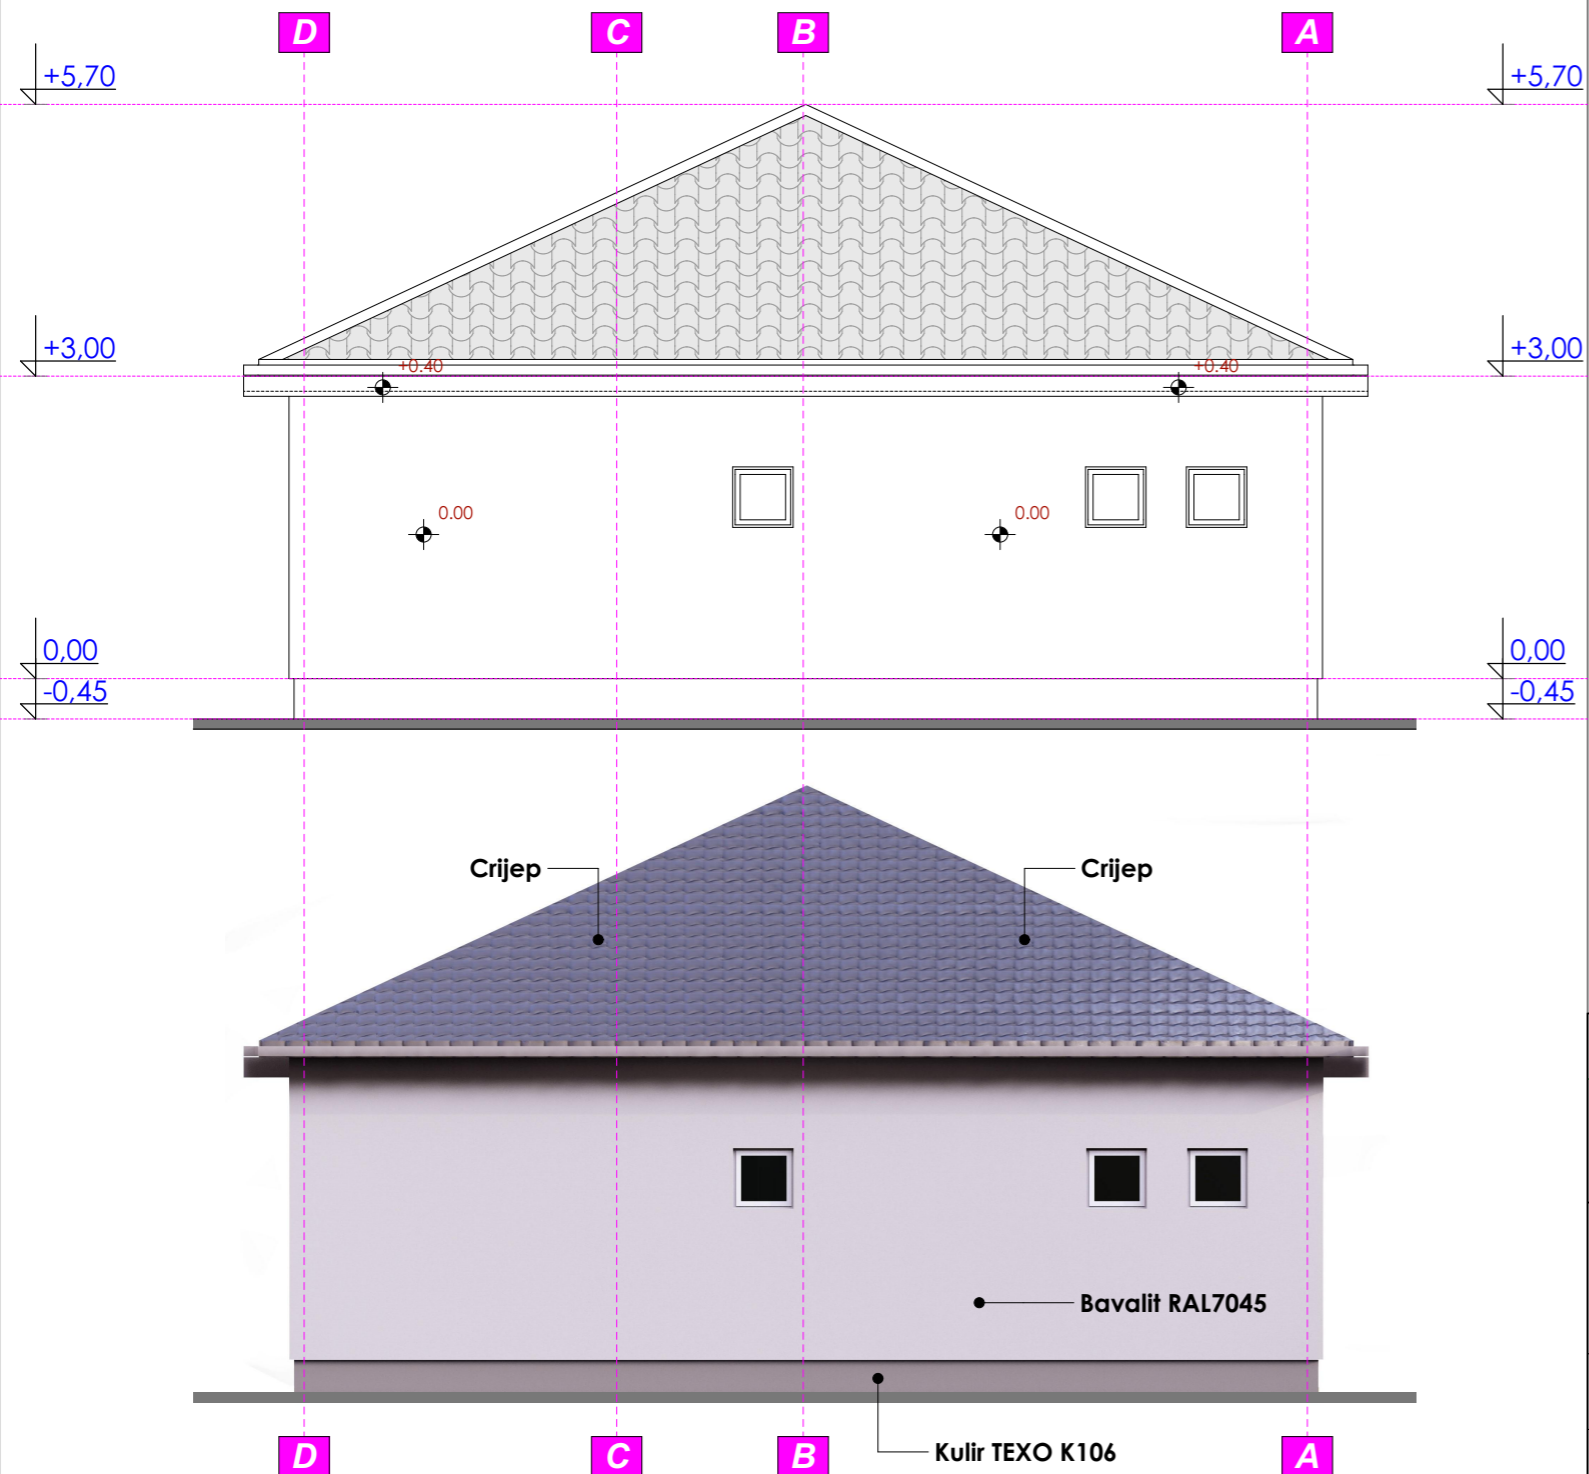 D C B A
+5,70 +5,70
+3,00 +3,00
+0.40 +0.40
0.00 0.00
0,00 0,00
-0,45 -0,45
Crijep Crijep
Bavalit RAL7045
Kulir TEXO K106
D C B A